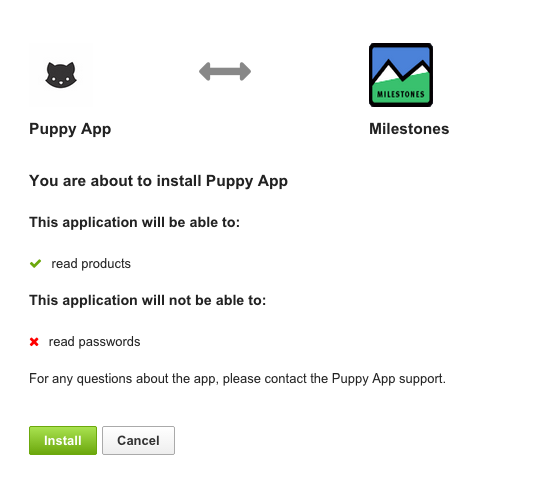 MILESTONES
Puppy App
Milestones
You are about to install Puppy App
This application will be able to:
read products
This application will not be able to:
read passwords
For any questions about the app, please contact the Puppy App support.
Install
Cancel